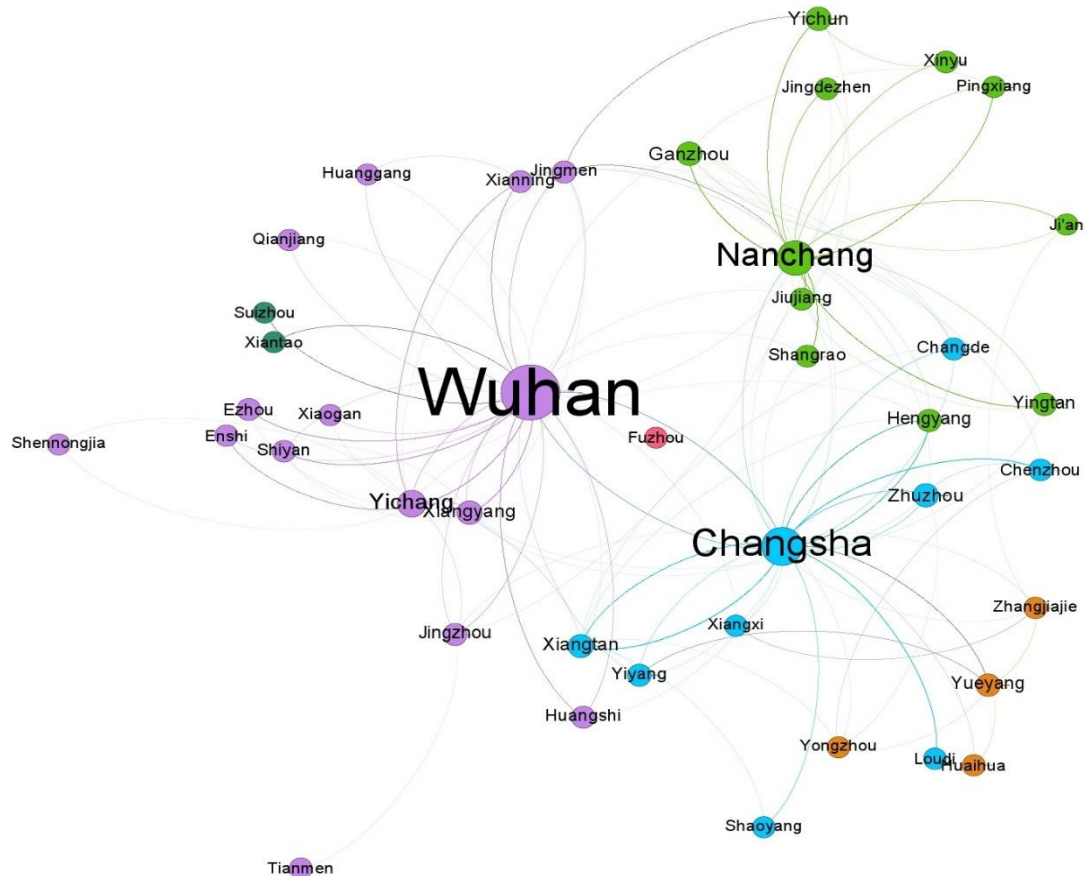 Yichun
Xinyu
Jingdezhen
Pingxiang
Ganzhou
Huanggang
Xianning
Jingmen
Ji'an
Qianjiang
Nanchang
Jiujiang
Suizhou
Xiantao
Shangrao
Changde
Wuhan
Ezhou
Xiaogan
Yingtan
Hengyang
Shennongjia
Enshi
Shiyan
Fuzhou
Chenzhou
Yichang
Xiangyang
Zhuzhou
Changsha
Zhangjiajie
Jingzhou
Xiangtan
Xiangxi
Yiyang
Yueyang
Huangshi
Yongzhou
Loudi
Huaihua
Shaoyang
Tianmen